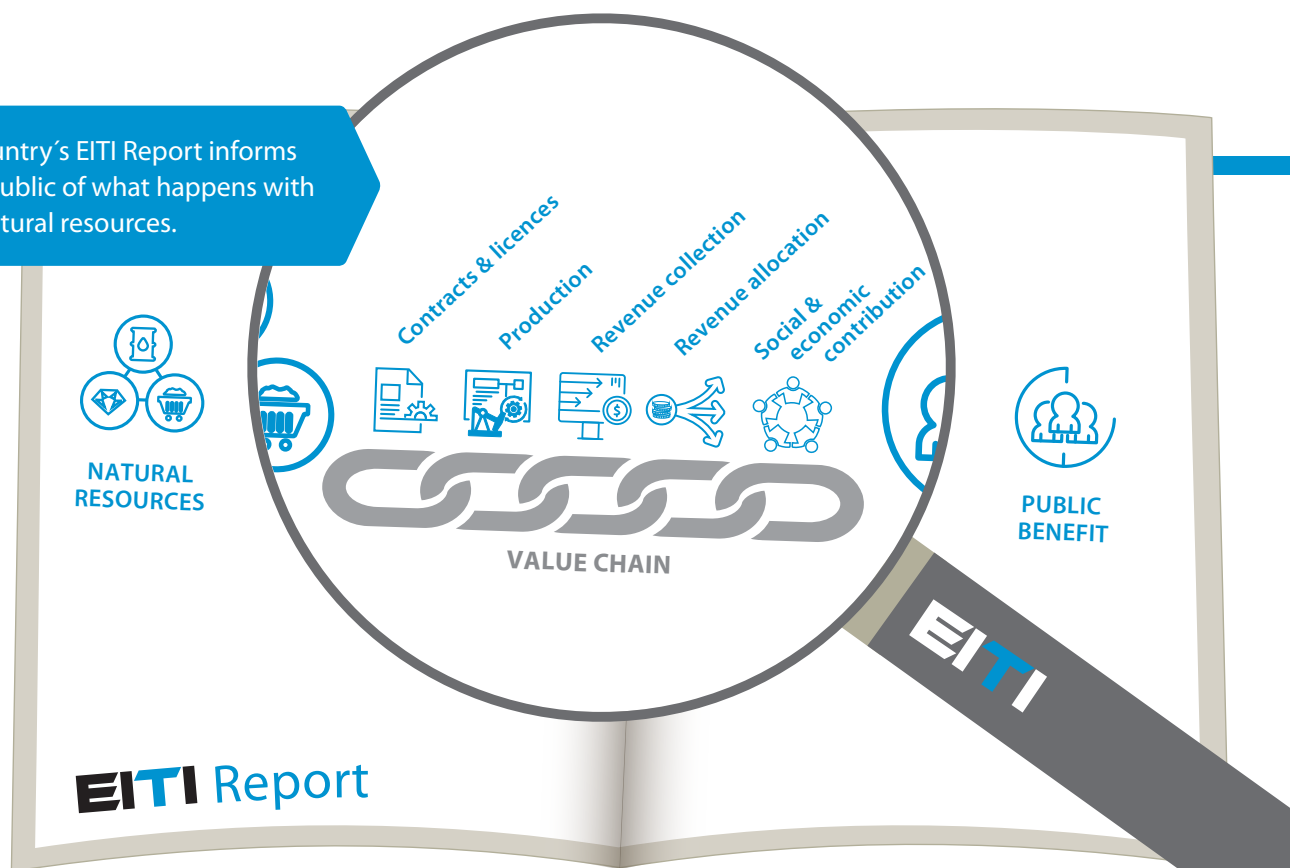 untry´s EITI Report informs
ublic of what happens with
tural resources.
Contracts & licences
Production
Revenue collection
Revenue allocation
Social &
economic
contribution
NATURAL
RESOURCES
VALUE CHAIN
PUBLIC
BENEFIT
EITI
EITI Report